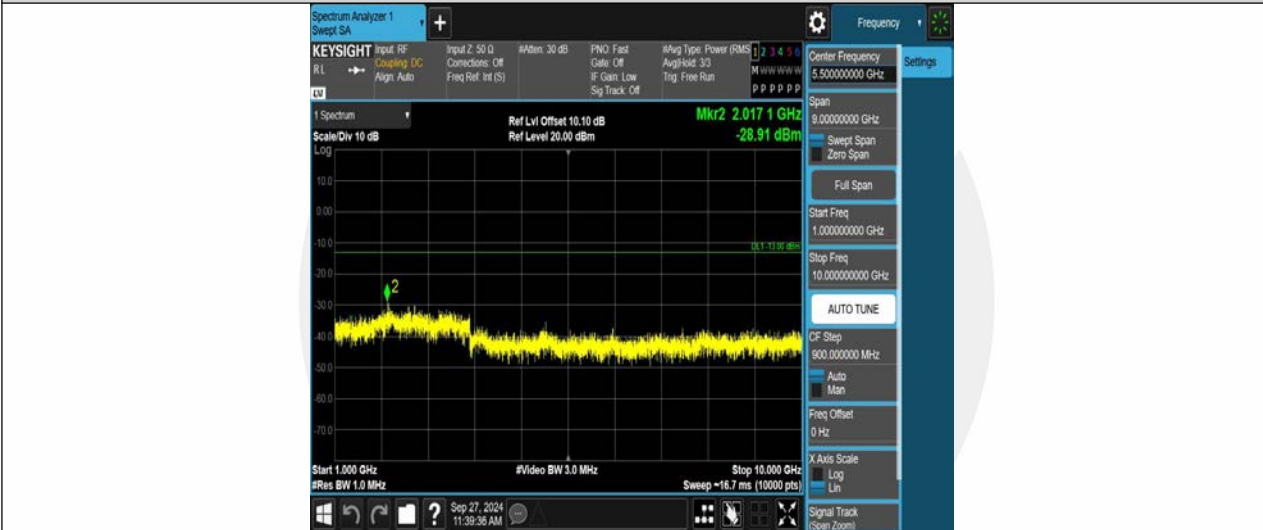 Spectrum Analyzer 1
Swept SA
+
Frequency
KEYSIGHT
RL
Input: RF
Coupling: DC
Align: Auto
Input Z: 50 Ω
Corrections: Off
Freq Ref: Int (S)
#Atten: 30 dB
PNO: Fast
Gate: Off
IF Gain: Low
Sig Track: Off
#Avg Type: Power (RMS
Avg|Hold: 3/3
Trig: Free Run
1 2 3 4 5 6
M W W W W W
P P P P P P
1 Spectrum
Scale/Div 10 dB
Log
Ref Lvl Offset 10.10 dB
Ref Level 20.00 dBm
Mkr2 2.017 1 GHz
-28.91 dBm
10.0
0.00
-10.0
DL1 -13.00 dBm
-20.0
2
-30.0
-40.0
-50.0
-60.0
-70.0
Start 1.000 GHz
#Res BW 1.0 MHz
#Video BW 3.0 MHz
Stop 10.000 GHz
Sweep ~16.7 ms (10000 pts)
?
Sep 27, 2024
11:39:36 AM
Center Frequency
5.500000000 GHz
Settings
Span
9.00000000 GHz
Swept Span
Zero Span
Full Span
Start Freq
1.000000000 GHz
Stop Freq
10.000000000 GHz
AUTO TUNE
CF Step
900.000000 MHz
Auto
Man
Freq Offset
0 Hz
X Axis Scale
Log
Lin
Signal Track
(Span Zoom)